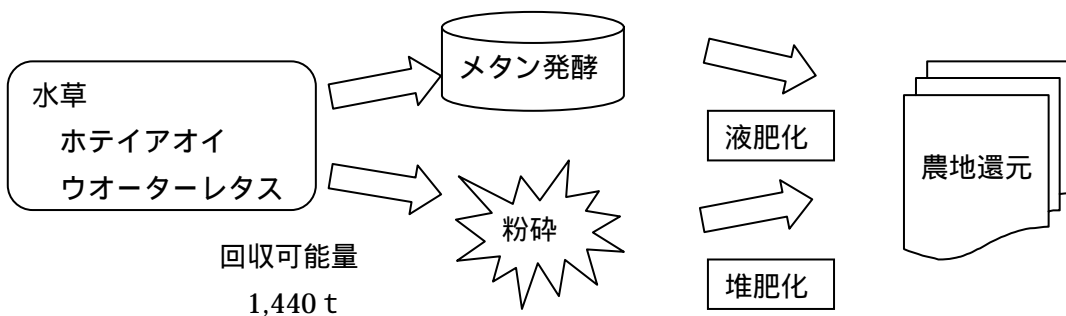 水草
ホテイアオイ
ウオーターレタス
回収可能量
1,440 t
メタン発酵
粉砕
液肥化
堆肥化
農地還元